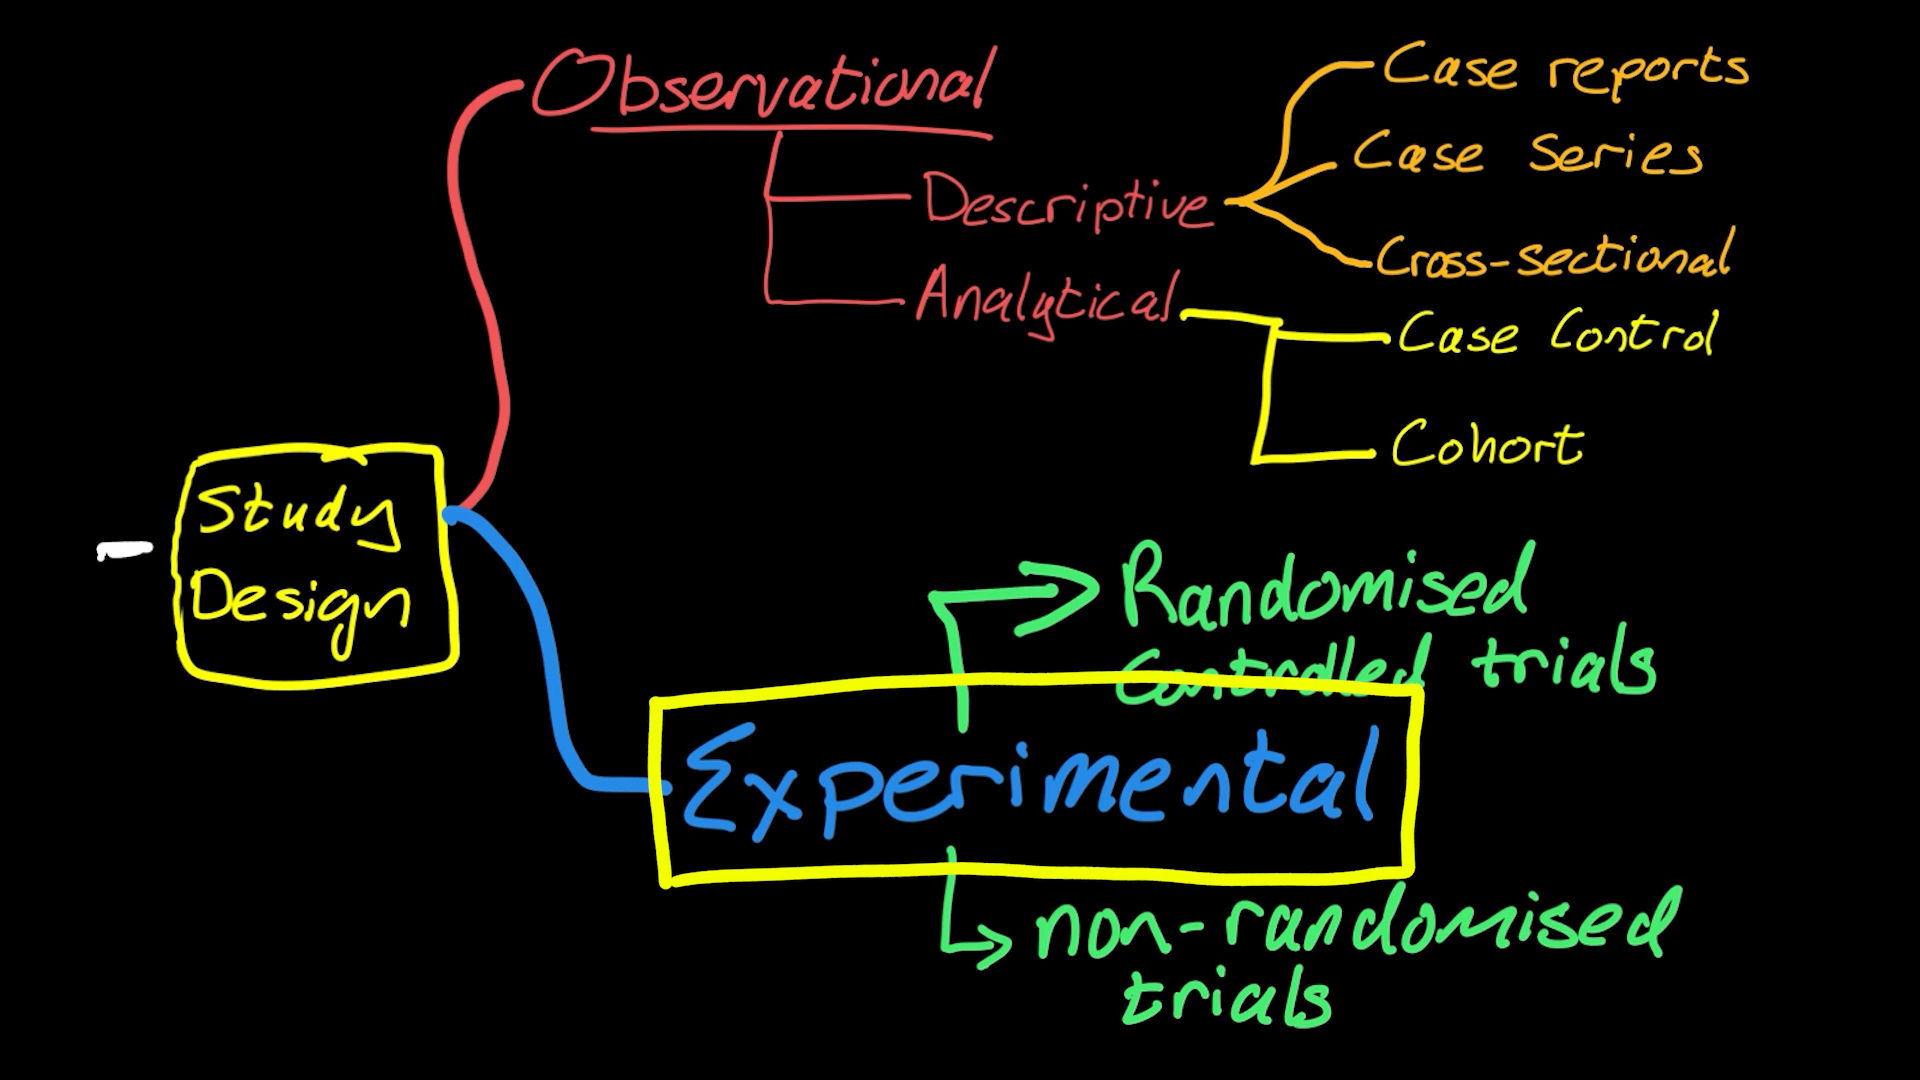 Observational
Case reports
Case Series
Descriptive
Cross-sectional
Analytical
Case Control
Cohort
Study
Design
Randomised
Controlled trials
Experimental
non-randomised
trials